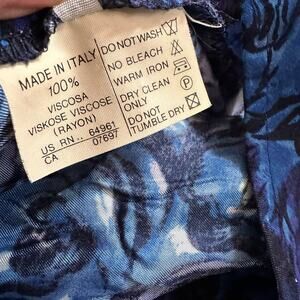 MADE IN ITALY
100%
VISCOSA
VISKOSE VISCOSE
(RAYON)
US RN.. 64961
CA 07697
DO NOT WASH
NO BLEACH
WARM IRON
DRY CLEAN
ONLY
DO NOT
TUMBLE DRY